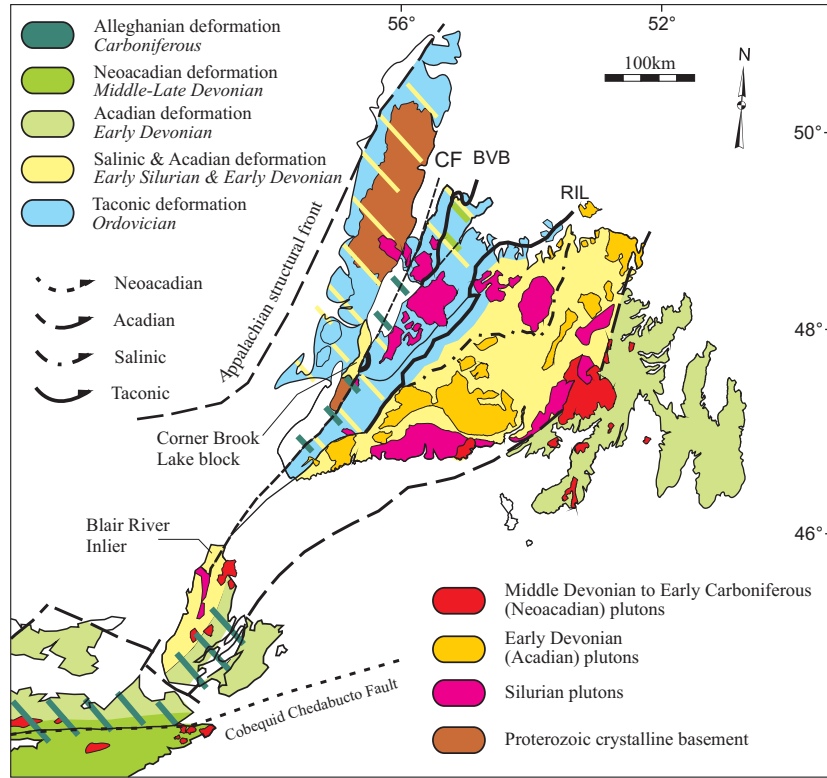 56°
52°
Alleghanian deformation
Carboniferous
Neoacadian deformation
Middle-Late Devonian
Acadian deformation
Early Devonian
Salinic & Acadian deformation
Early Silurian & Early Devonian
Taconic deformation
Ordovician
100km
N
50°
CF
BVB
RIL
Neoacadian
Acadian
Salinic
Taconic
Appalachian structural front
48°
Corner Brook
Lake block
46°
Blair River
Inlier
Middle Devonian to Early Carboniferous
(Neoacadian) plutons
Early Devonian
(Acadian) plutons
Silurian plutons
Proterozoic crystalline basement
Cobequid Chedabucto Fault